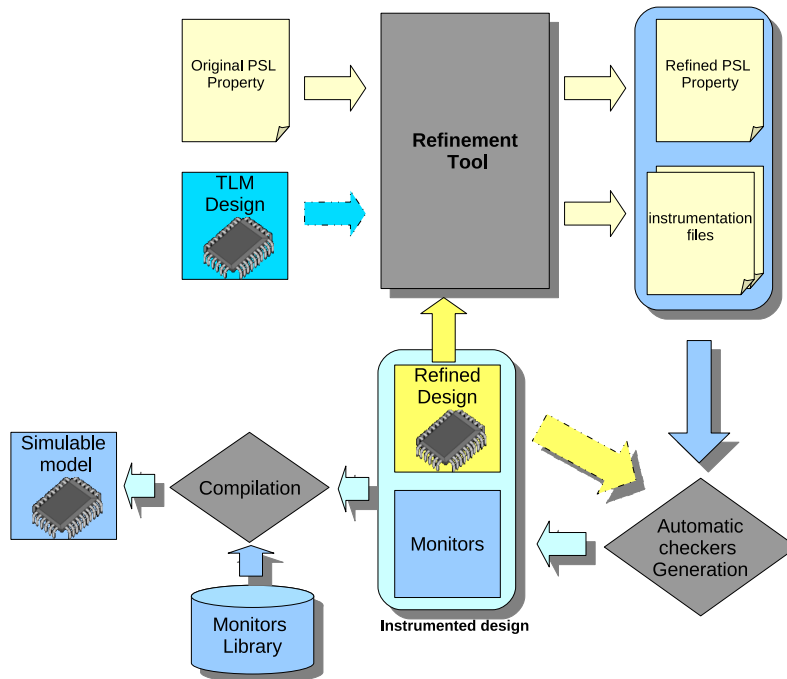 Original PSL
Property
Refinement
Tool
Refined PSL
Property
TLM
Design
instrumentation
files
Refined
Design
Simulable
model
Compilation
Monitors
Automatic
checkers
Generation
Monitors
Library
Instrumented design